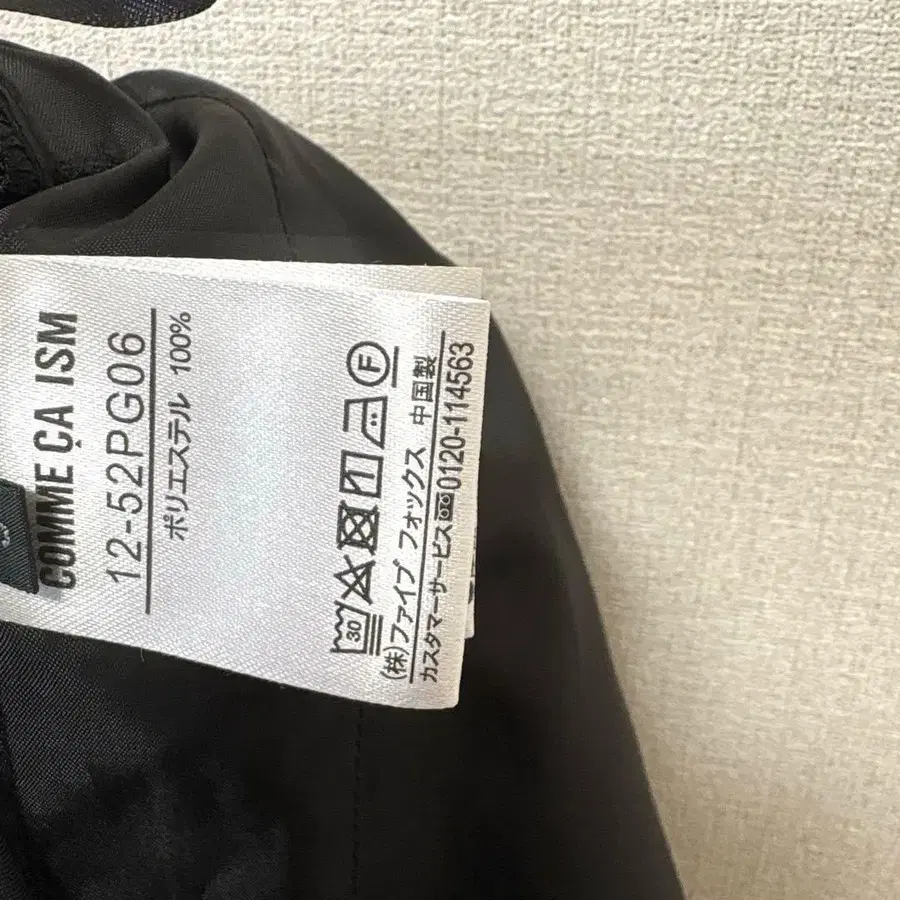 COMME ÇA ISM
12-52PG06
ポリエステル 100%
30 F
(株)ファイブ フォックス 中国製
カスタマーサービス 0120-114563